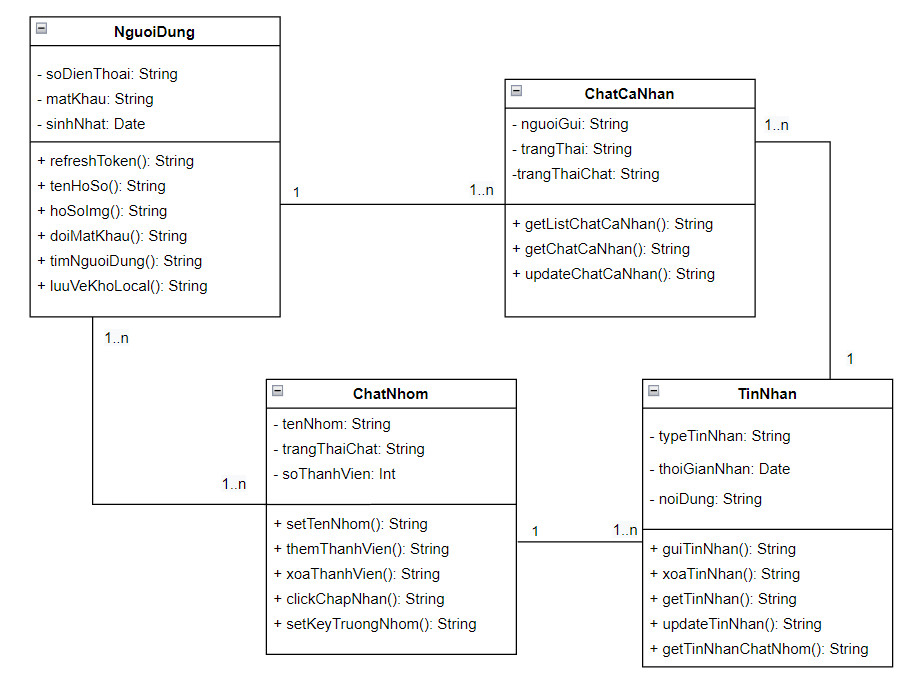 NguoiDung
- soDienThoai: String
- matKhau: String
- sinhNhat: Date
+ refreshToken(): String
+ tenHoSo(): String
+ hoSoImg(): String
+ doiMatKhau(): String
+ timNguoiDung(): String
+ luuVeKhoLocal(): String
1
1..n
ChatCaNhan
- nguoiGui: String
- trangThai: String
-trangThaiChat: String
+ getListChatCaNhan(): String
+ getChatCaNhan(): String
+ updateChatCaNhan(): String
1..n
1
1..n
1..n
ChatNhom
- tenNhom: String
- trangThaiChat: String
- soThanhVien: Int
+ setTenNhom(): String
+ themThanhVien(): String
+ xoaThanhVien(): String
+ clickChapNhan(): String
+ setKeyTruongNhom(): String
1
1..n
TinNhan
- typeTinNhan: String
- thoiGianNhan: Date
- noiDung: String
+ guiTinNhan(): String
+ xoaTinNhan(): String
+ getTinNhan(): String
+ updateTinNhan(): String
+ getTinNhanChatNhom(): String